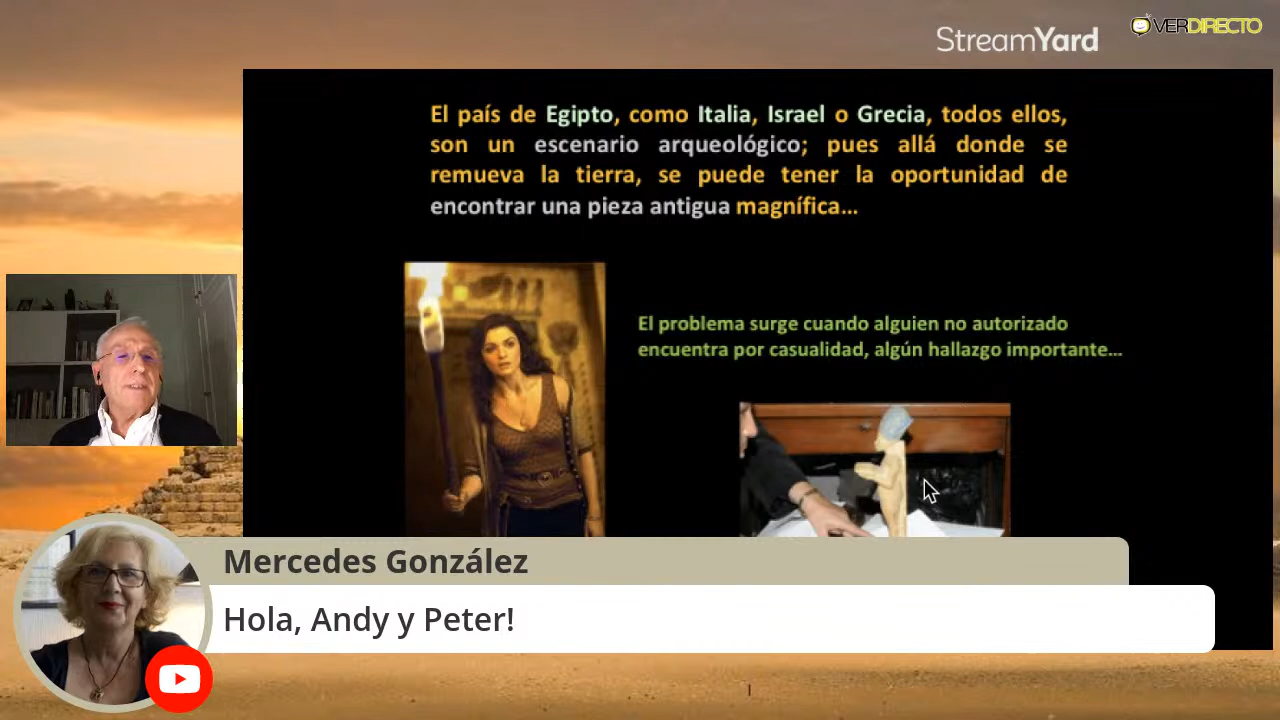 StreamYard
VERDIRECTO
El país de Egipto, como Italia, Israel o Grecia, todos ellos,
son un escenario arqueológico; pues allá donde se
remueva la tierra, se puede tener la oportunidad de
encontrar una pieza antigua magnífica...
El problema surge cuando alguien no autorizado
encuentra por casualidad, algún hallazgo importante...
Mercedes González
Hola, Andy y Peter!